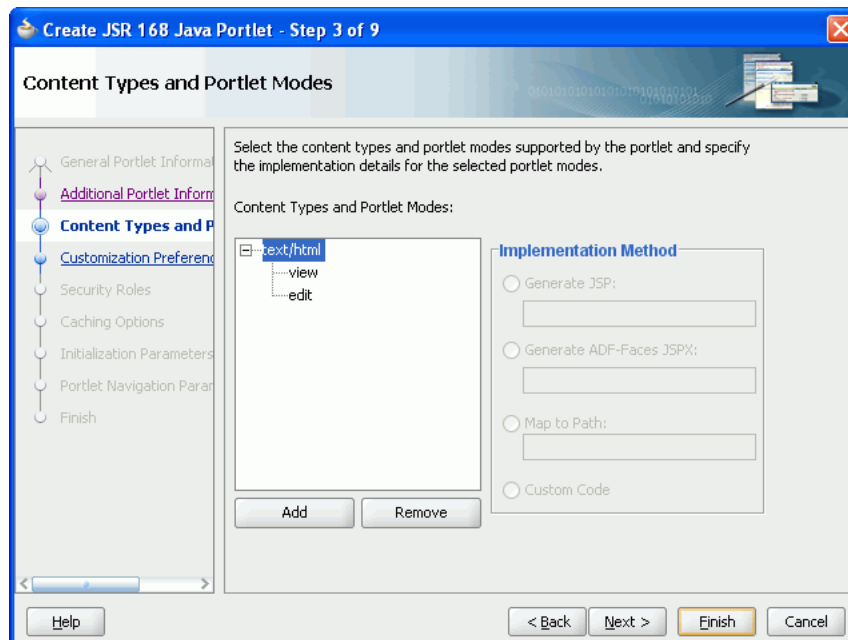 Create JSR 168 Java Portlet - Step 3 of 9
Content Types and Portlet Modes
General Portlet Informat
Additional Portlet Inform
Content Types and P
Customization Preferenc
Security Roles
Caching Options
Initialization Parameters
Portlet Navigation Parar
Finish
Select the content types and portlet modes supported by the portlet and specify
the implementation details for the selected portlet modes.
Content Types and Portlet Modes:
text/html
view
edit
Add
Remove
Implementation Method
Generate JSP:
Generate ADF-Faces JSPX:
Map to Path:
Custom Code
Help
< Back
Next >
Finish
Cancel